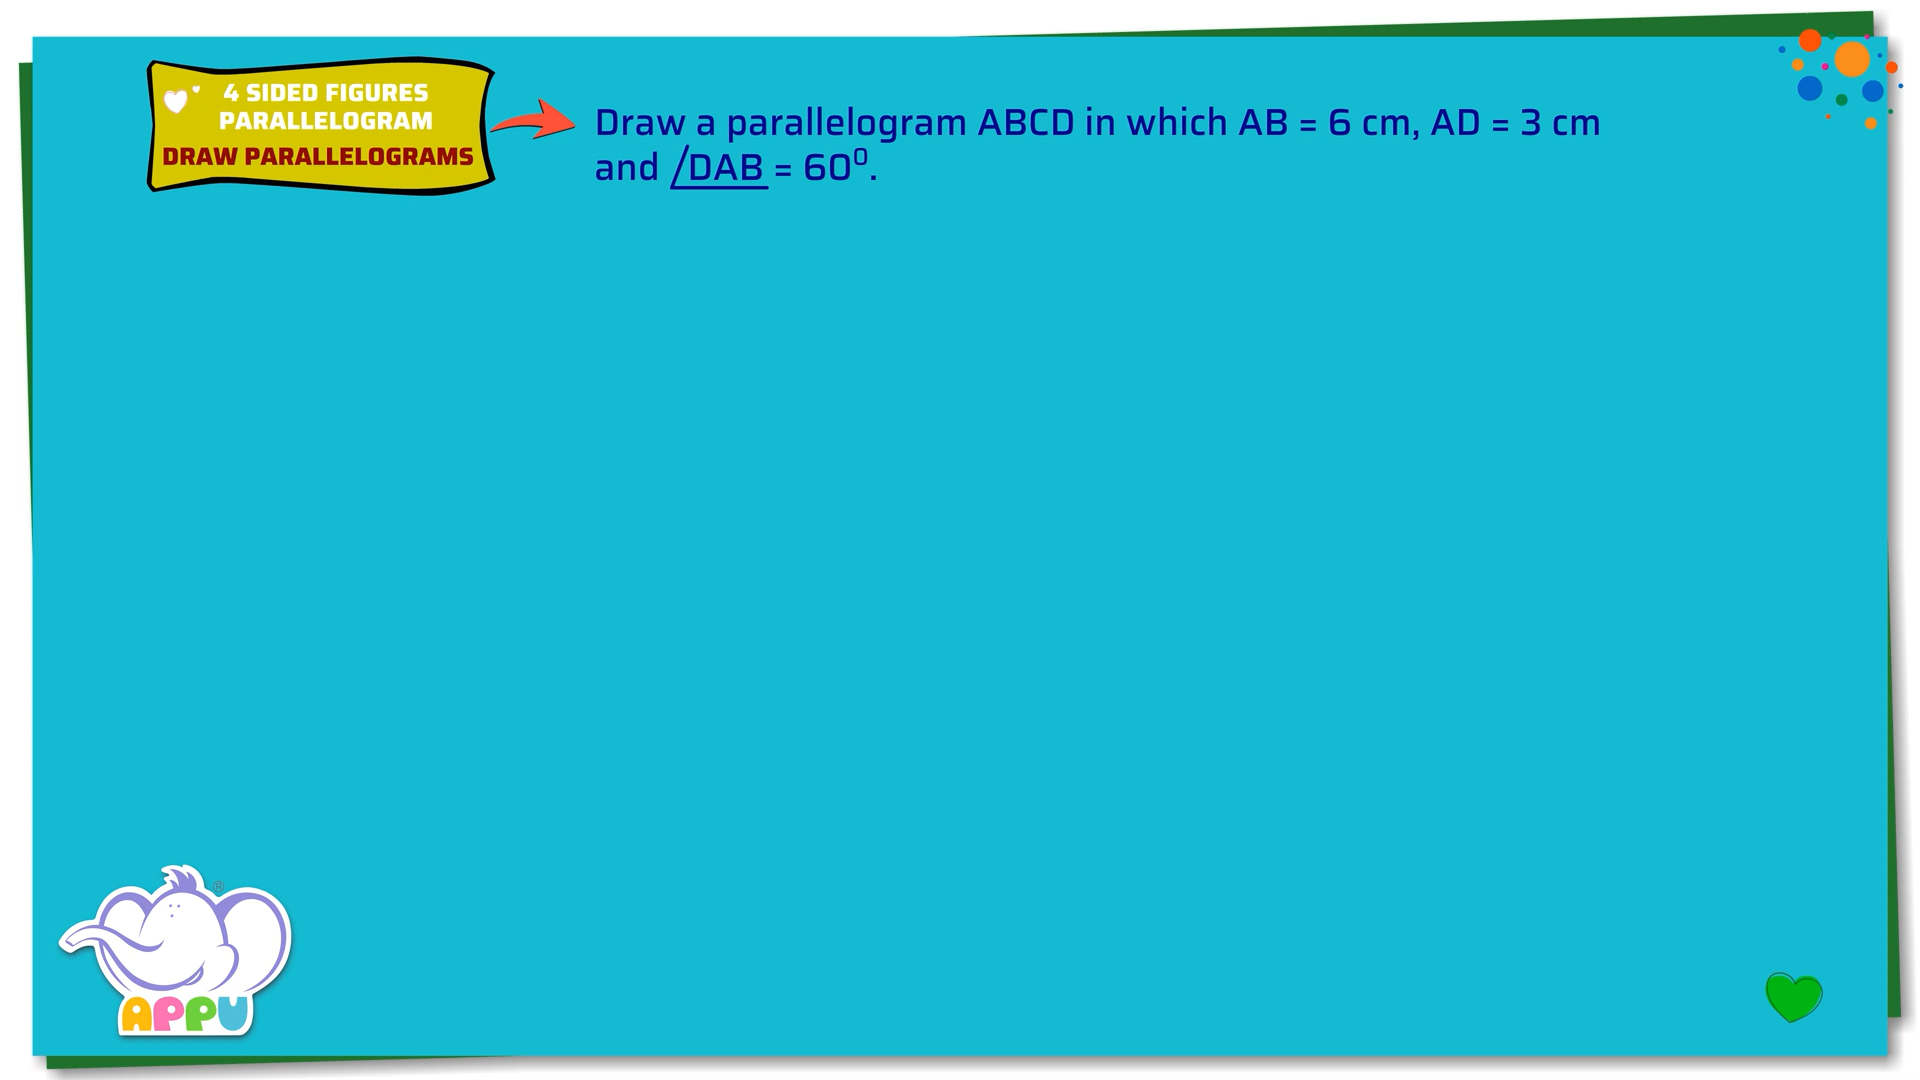 4 SIDED FIGURES
PARALLELOGRAM
DRAW PARALLELOGRAMS
Draw a parallelogram ABCD in which AB = 6 cm, AD = 3 cm
and ∠DAB = 60⁰.
®
APPU